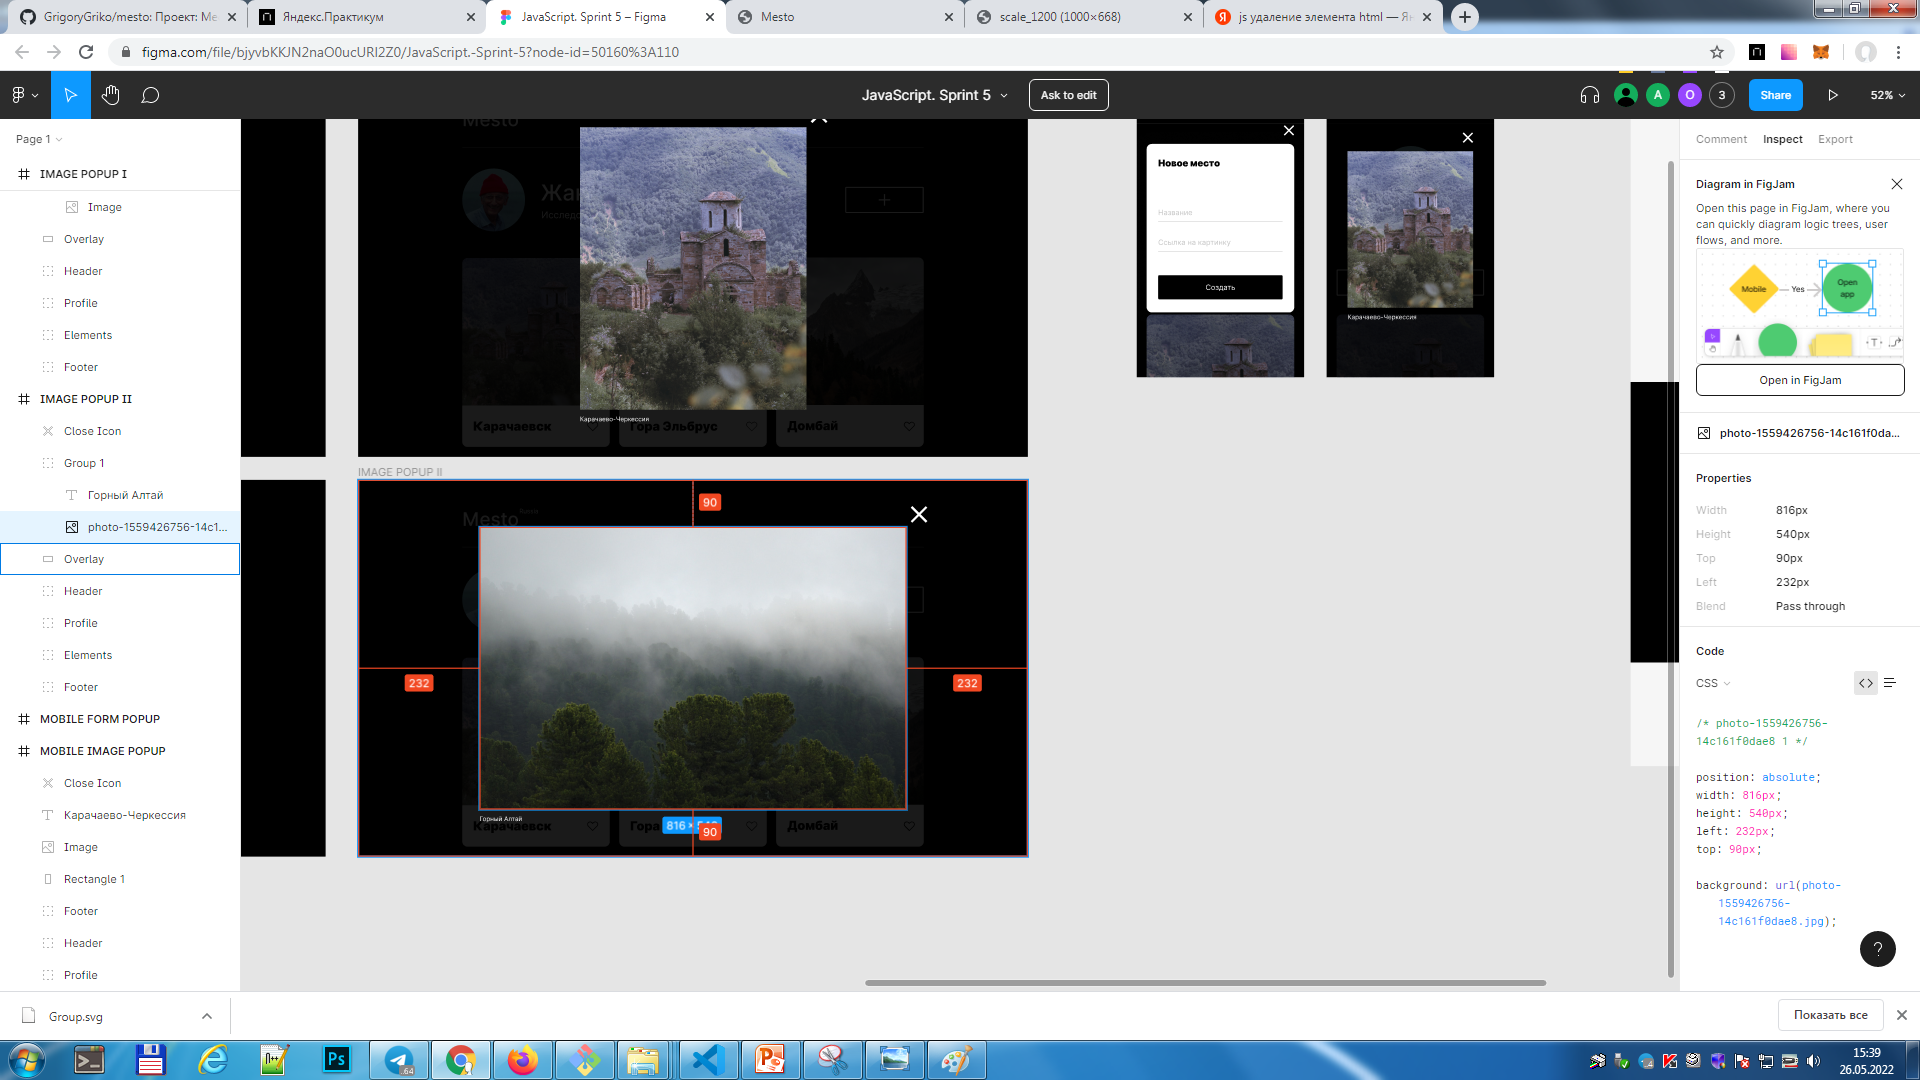 GrigoryGriko/mesto: Проект: Me
Яндекс.Практикум
JavaScript. Sprint 5 – Figma
Mesto
scale_1200 (1000×668)
js удаление элемента html — Ян
figma.com/file/bjyvbKKJN2naO0ucURI2Z0/JavaScript.-Sprint-5?node-id=50160%3A110
JavaScript. Sprint 5
Ask to edit
A
O
3
Share
52%
Page 1
IMAGE POPUP I
Image
Overlay
Header
Profile
Elements
Footer
IMAGE POPUP II
Close Icon
Group 1
Горный Алтай
photo-1559426756-14c1...
Overlay
Header
Profile
Elements
Footer
MOBILE FORM POPUP
MOBILE IMAGE POPUP
Close Icon
Карачаево-Черкессия
Image
Rectangle 1
Footer
Header
Profile
Mesto
Карачаево-Черкессия
Карачаевск
Гора Эльбрус
Домбай
IMAGE POPUP II
90
Mesto
232
232
Горный Алтай
Карачаевск
Гора
816 ×
90
Домбай
Новое место
Название
Ссылка на картинку
Создать
Карачаево-Черкессия
Comment
Inspect
Export
Diagram in FigJam
Open this page in FigJam, where you
can quickly diagram logic trees, user
flows, and more.
Mobile
Yes
Open
app
Open in FigJam
photo-1559426756-14c161f0da...
Properties
Width 816px
Height 540px
Top 90px
Left 232px
Blend Pass through
Code
CSS
/* photo-1559426756-
14c161f0dae8 1 */
position: absolute;
width: 816px;
height: 540px;
left: 232px;
top: 90px;
background: url(photo-
1559426756-
14c161f0dae8.jpg);
?
Group.svg
Показать все
Ps
.64
15:39
26.05.2022